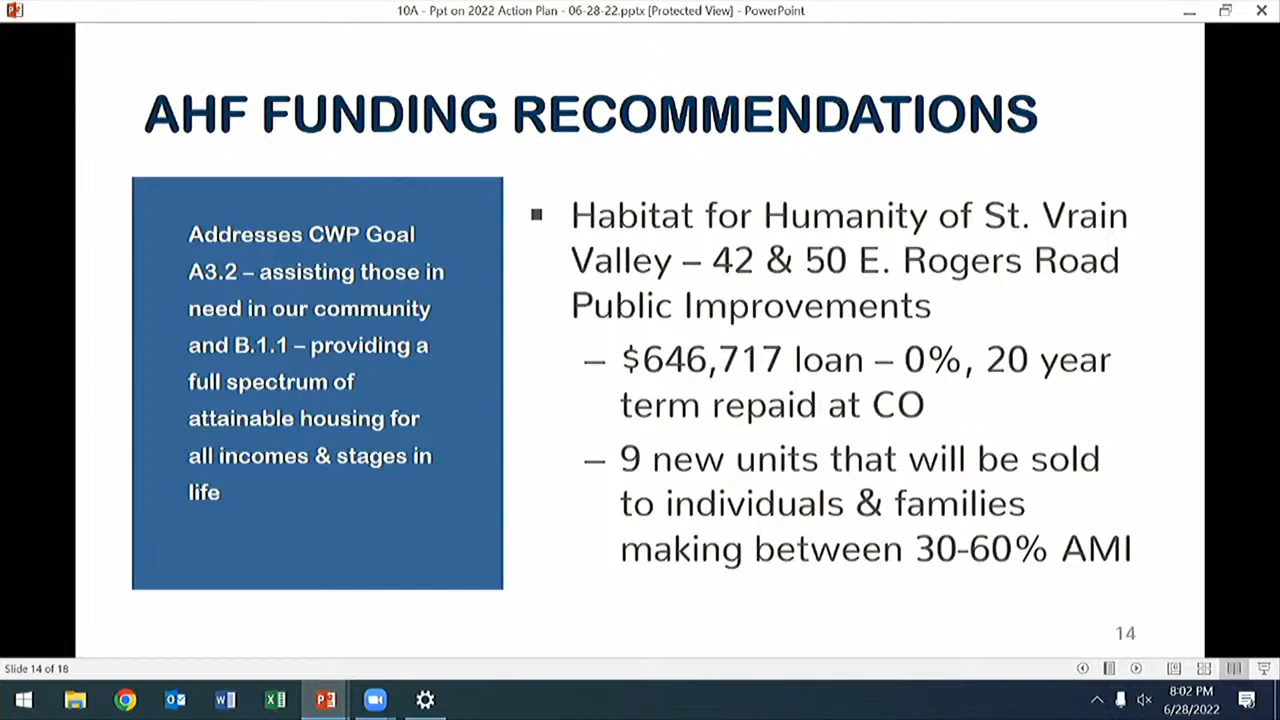 10A - Ppt on 2022 Action Plan - 06-28-22.pptx [Protected View] - PowerPoint
AHF FUNDING RECOMMENDATIONS
Addresses CWP Goal
A3.2 – assisting those in
need in our community
and B.1.1 – providing a
full spectrum of
attainable housing for
all incomes & stages in
life
▪ Habitat for Humanity of St. Vrain
Valley – 42 & 50 E. Rogers Road
Public Improvements
– $646,717 loan – 0%, 20 year
term repaid at CO
– 9 new units that will be sold
to individuals & families
making between 30-60% AMI
14
Slide 14 of 18
8:02 PM
6/28/2022